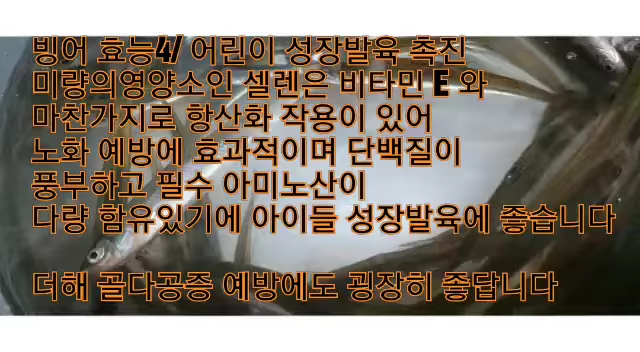 빙어 효능4/ 어린이 성장발육 촉진
미량의영양소인 셀렌은 비타민 E 와
마찬가지로 항산화 작용이 있어
노화 예방에 효과적이며 단백질이
풍부하고 필수 아미노산이
다량 함유있기에 아이들 성장발육에 좋습니다
더해 골다공증 예방에도 굉장히 좋답니다